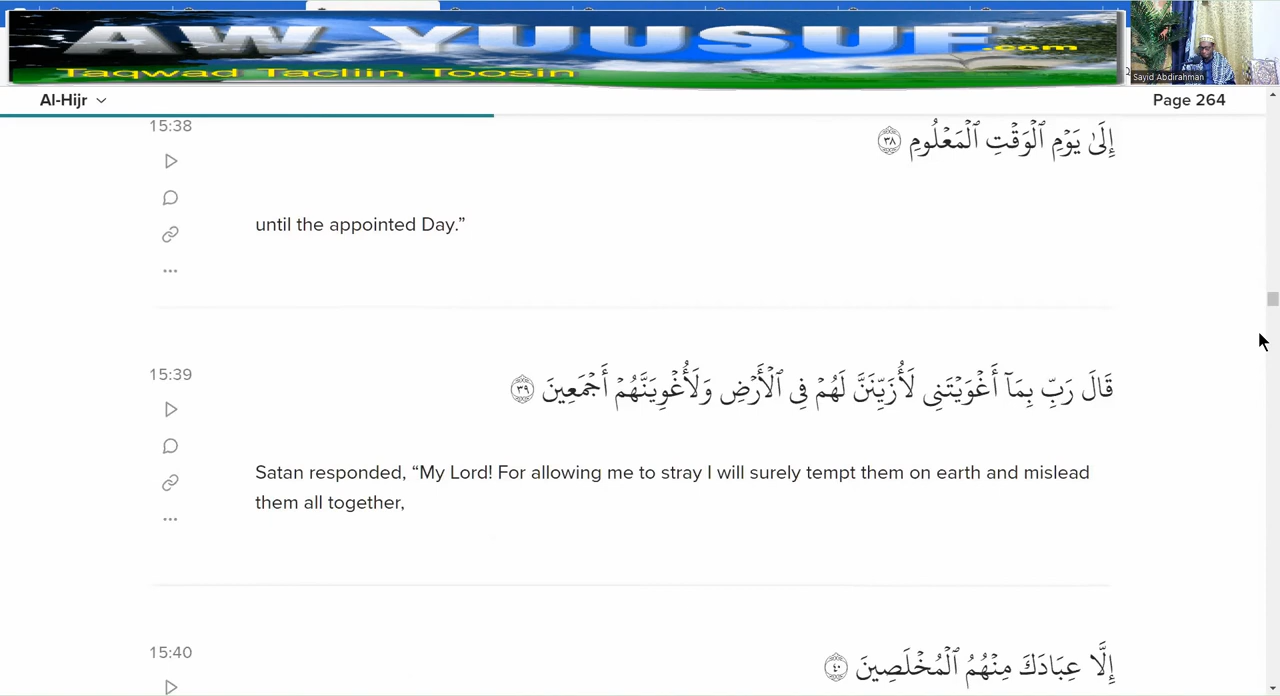 AW YUUSUF.com
Taqwad Tacliin Toosin
Sayid Abdirahman
Al-Hijr
Page 264
15:38
إِلَىٰ يَوْمِ ٱلْوَقْتِ ٱلْمَعْلُومِ ٣٨
until the appointed Day.”
15:39
قَالَ رَبِّ بِمَآ أَغْوَيْتَنِى لَأُزَيِّنَنَّ لَهُمْ فِى ٱلْأَرْضِ وَلَأُغْوِيَنَّهُمْ أَجْمَعِينَ ٣٩
Satan responded, “My Lord! For allowing me to stray I will surely tempt them on earth and mislead
them all together,
15:40
إِلَّا عِبَادَكَ مِنْهُمُ ٱلْمُخْلَصِينَ ٤٠